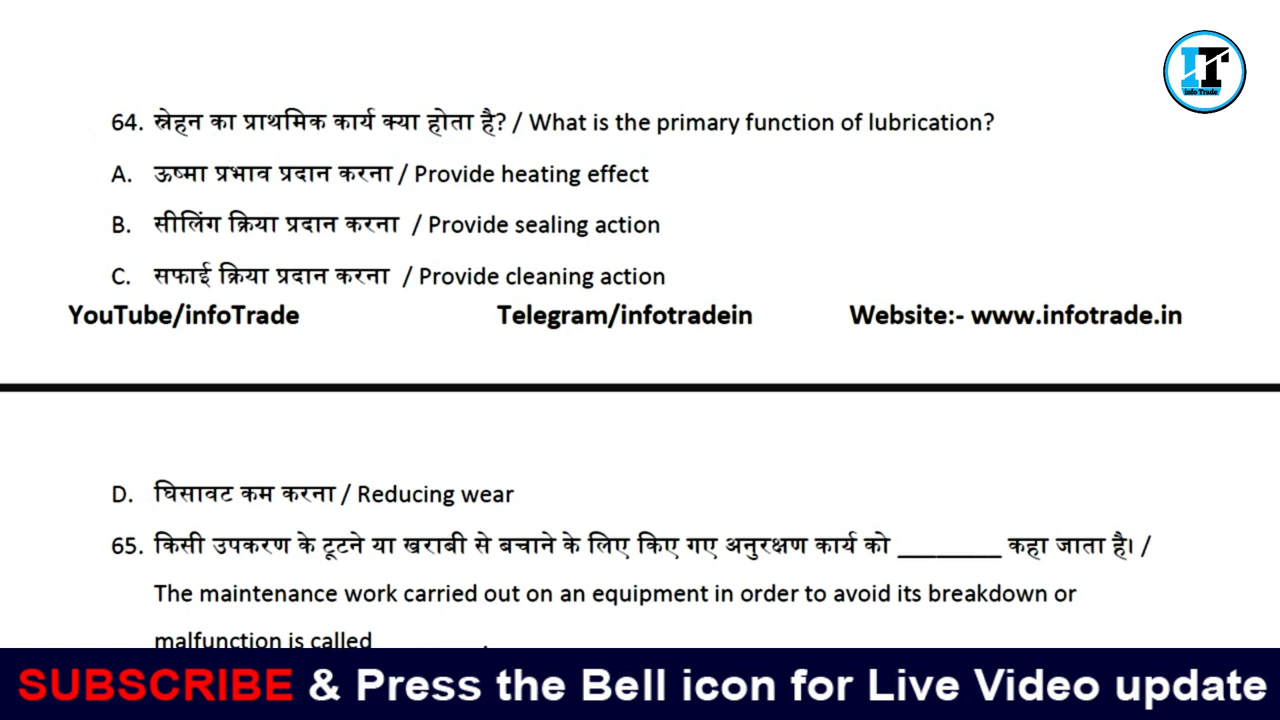 IT
info Trade
64. स्नेहन का प्राथमिक कार्य क्या होता है? / What is the primary function of lubrication?
A. ऊष्मा प्रभाव प्रदान करना / Provide heating effect
B. सीलिंग क्रिया प्रदान करना / Provide sealing action
C. सफाई क्रिया प्रदान करना / Provide cleaning action
YouTube/infoTrade Telegram/infotradein Website:- www.infotrade.in
D. घिसावट कम करना / Reducing wear
65. किसी उपकरण के टूटने या खराबी से बचाने के लिए किए गए अनुरक्षण कार्य को ________ कहा जाता है। /
The maintenance work carried out on an equipment in order to avoid its breakdown or
malfunction is called ________.
SUBSCRIBE & Press the Bell icon for Live Video update